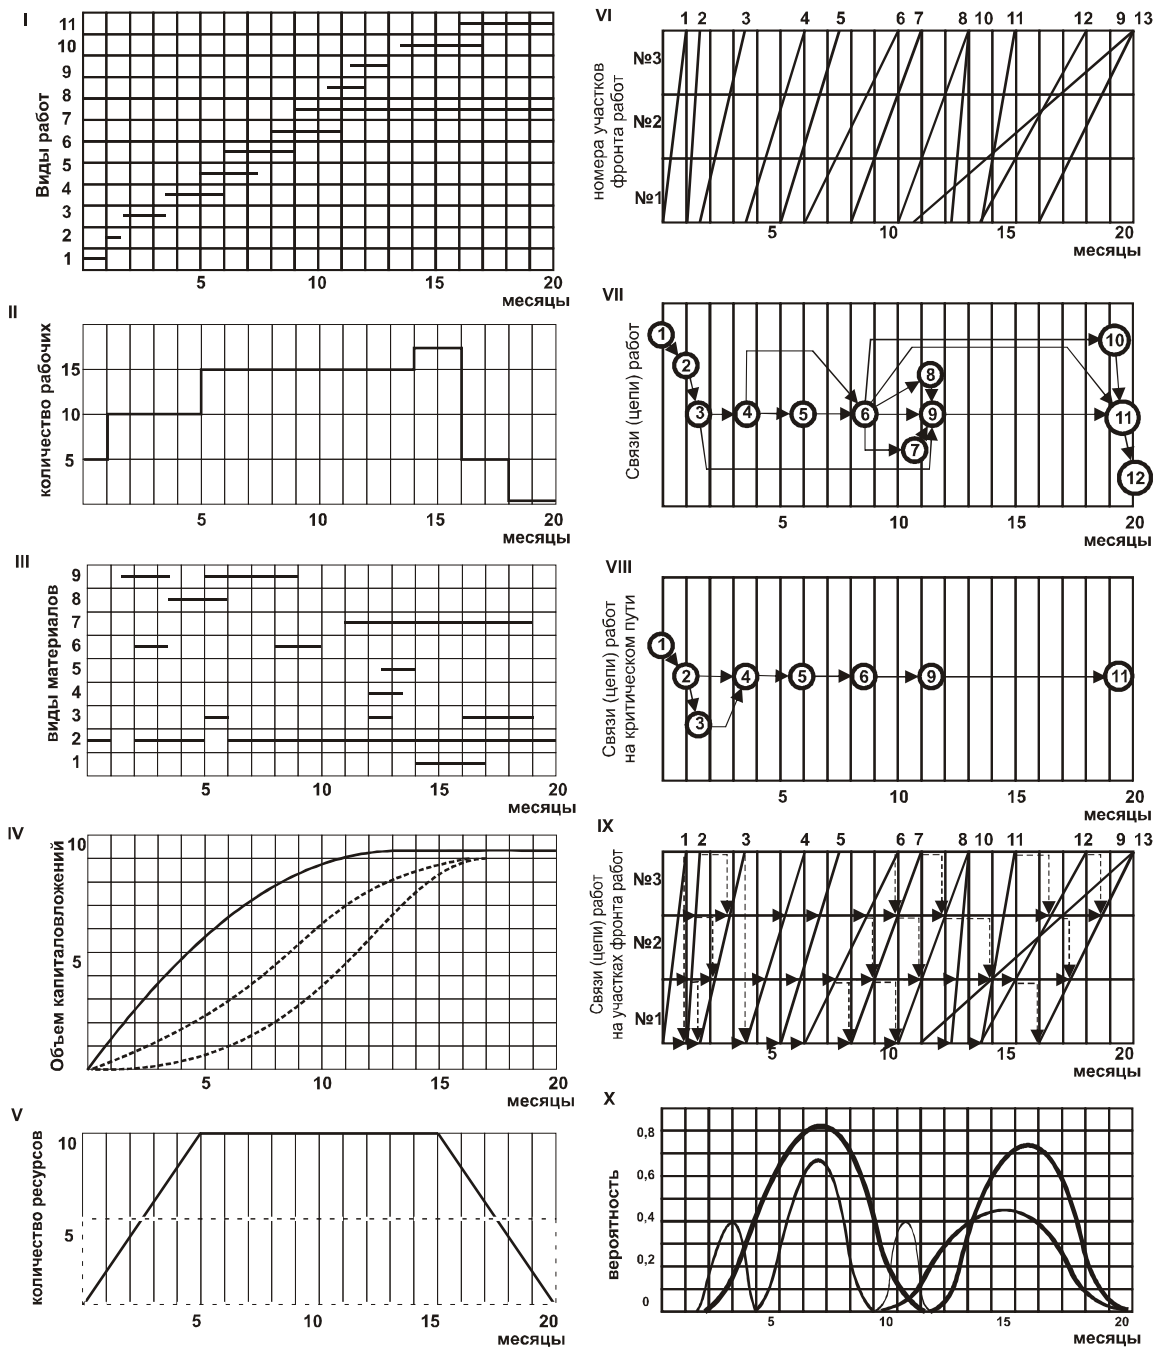 I
Виды работ
11
10
9
8
7
6
5
4
3
2
1
5 10 15 20
месяцы
II
количество рабочих
15
10
5
5 10 15 20
месяцы
III
виды материалов
9
8
7
6
5
4
3
2
1
5 10 15 20
месяцы
IV
Объем капиталовложений
10
5
5 10 15 20
месяцы
V
количество ресурсов
10
5
5 10 15 20
месяцы
VI
1 2 3 4 5 6 7 8 10 11 12 9 13
номера участков
фронта работ
№3
№2
№1
5 10 15 20
месяцы
VII
Связи (цепи) работ
1
2
3 4 5 6 7 8 9 10 11 12
5 10 15 20
месяцы
VIII
Связи (цепи) работ
на критическом пути
1
2 4 5 6 9 11
3
5 10 15 20
месяцы
IX
1 2 3 4 5 6 7 8 10 11 12 9 13
Связи (цепи) работ
на участках фронта работ
№3
№2
№1
5 10 15 20
месяцы
X
вероятность
0,8
0,6
0,4
0,2
0
5 10 15 20
месяцы